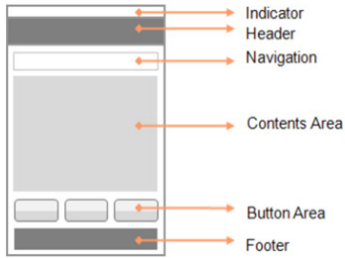 Indicator
Header
Navigation
Contents Area
Button Area
Footer